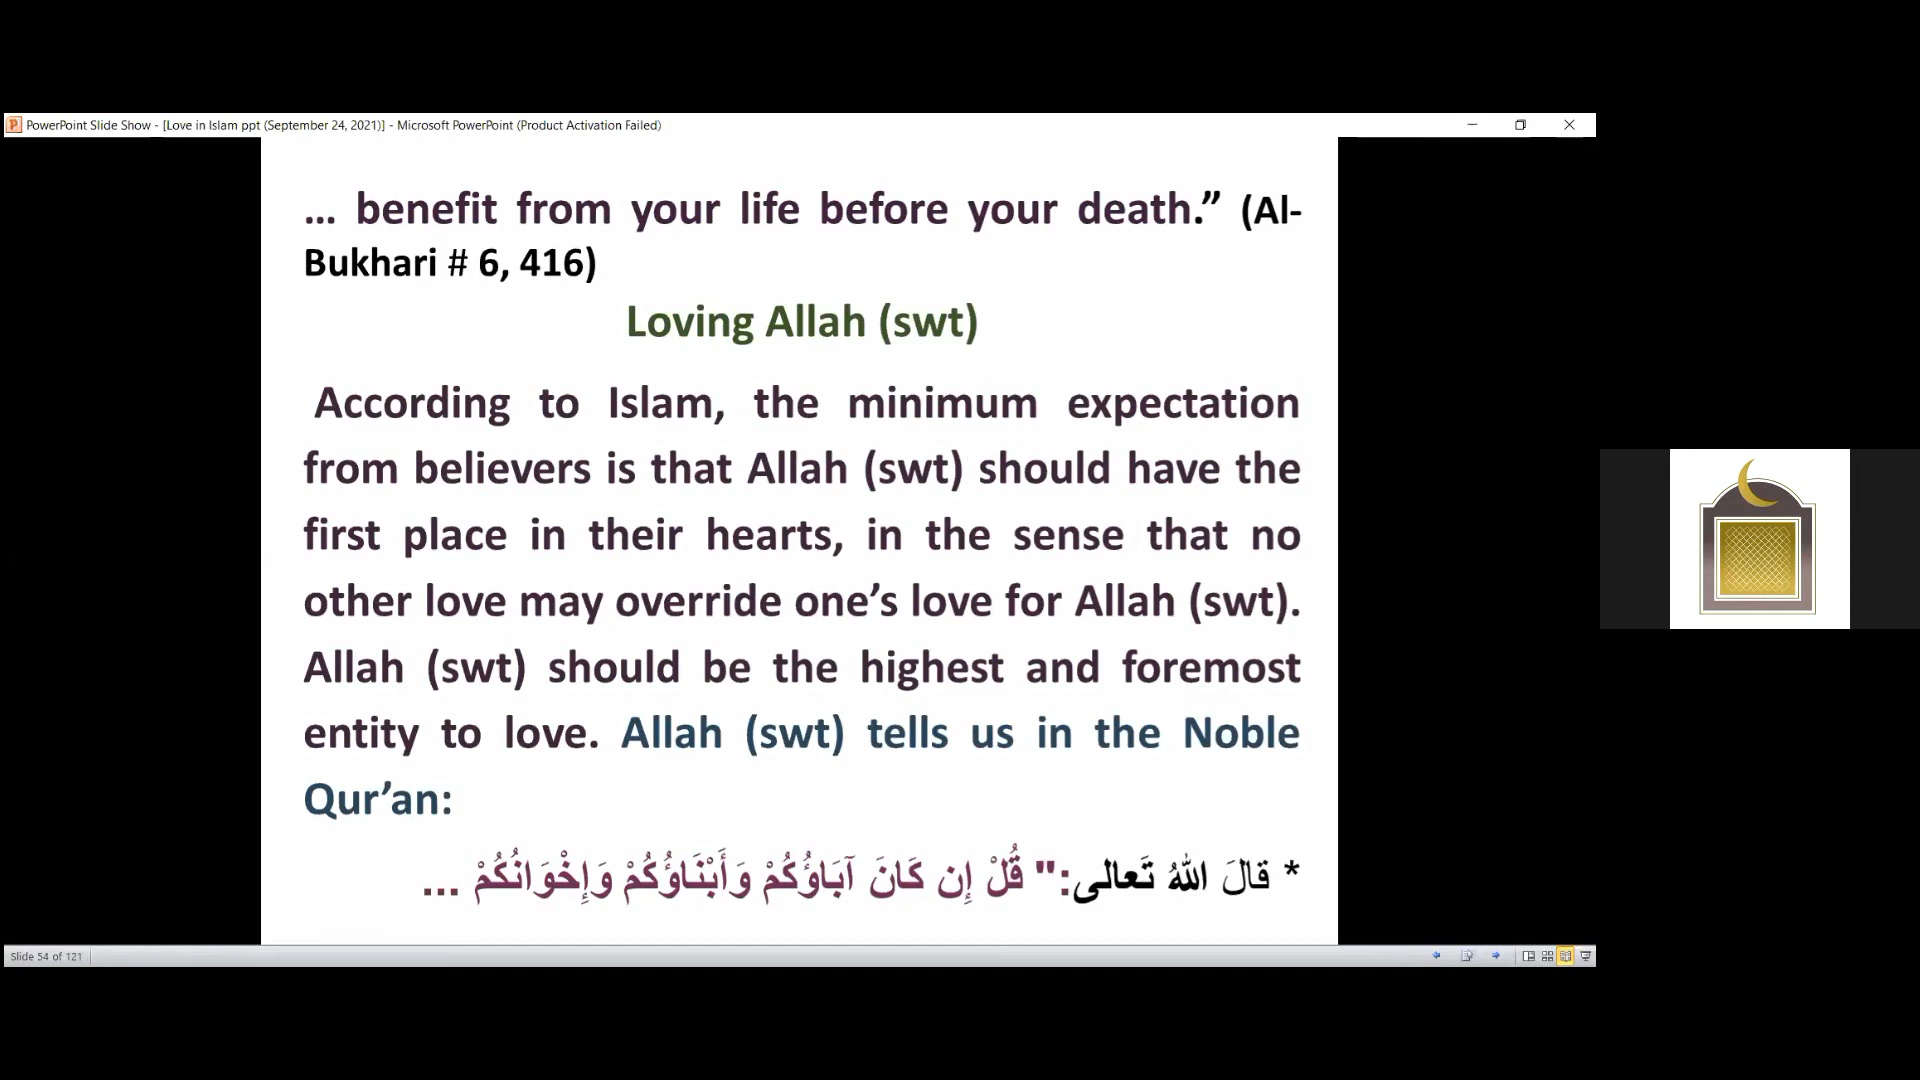 PowerPoint Slide Show - [Love in Islam ppt (September 24, 2021)] - Microsoft PowerPoint (Product Activation Failed)
... benefit from your life before your death.” (Al-
Bukhari # 6, 416)
Loving Allah (swt)
According to Islam, the minimum expectation
from believers is that Allah (swt) should have the
first place in their hearts, in the sense that no
other love may override one’s love for Allah (swt).
Allah (swt) should be the highest and foremost
entity to love. Allah (swt) tells us in the Noble
Qur’an:
* قالَ اللهُ تَعالى:" قُلْ إِن كَانَ آبَاؤُكُمْ وَأَبْنَاؤُكُمْ وَإِخْوَانُكُمْ ...
Slide 54 of 121